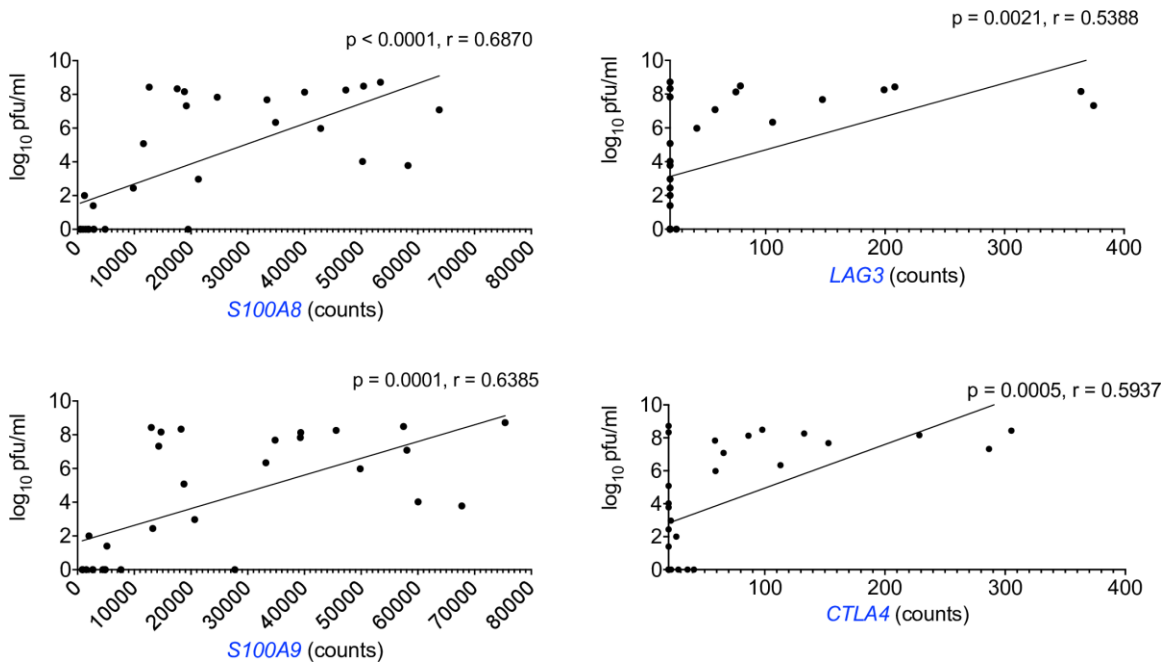 p < 0.0001, r = 0.6870
log10 pfu/ml
10
8
6
4
2
0
0 10000 20000 30000 40000 50000 60000 70000 80000
S100A8 (counts)
p = 0.0021, r = 0.5388
log10 pfu/ml
10
8
6
4
2
0
100 200 300 400
LAG3 (counts)
p = 0.0001, r = 0.6385
log10 pfu/ml
10
8
6
4
2
0
0 10000 20000 30000 40000 50000 60000 70000 80000
S100A9 (counts)
p = 0.0005, r = 0.5937
log10 pfu/ml
10
8
6
4
2
0
100 200 300 400
CTLA4 (counts)